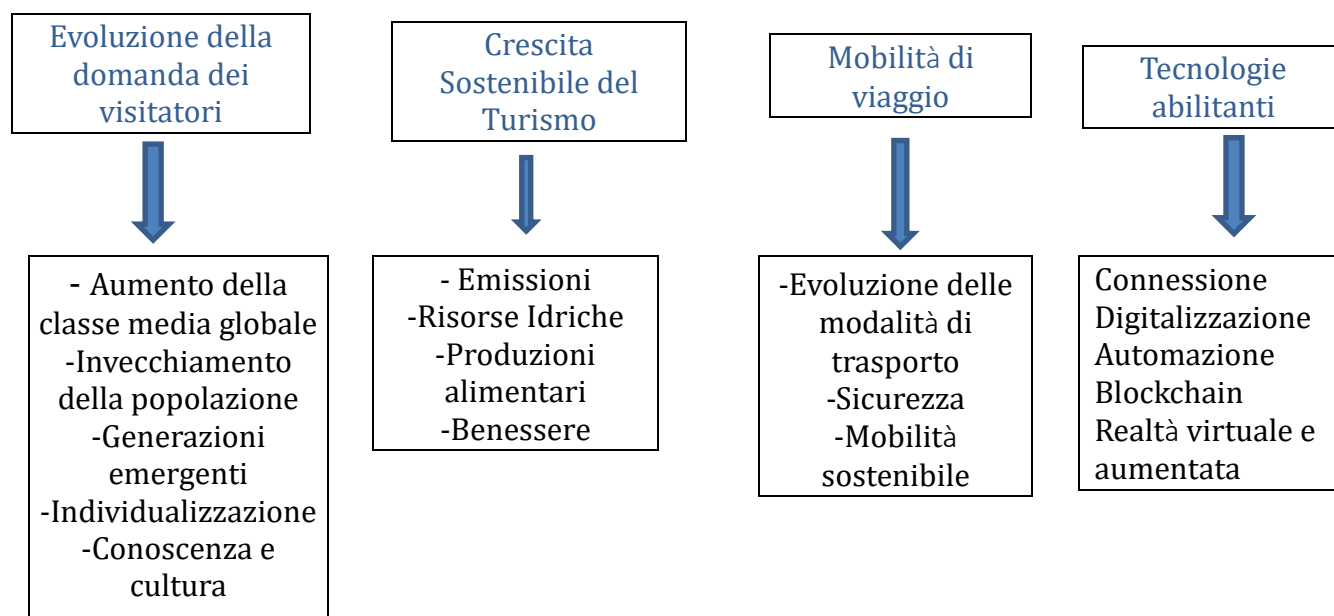 Evoluzione della
domanda dei
visitatori
Crescita
Sostenibile del
Turismo
Mobilità di
viaggio
Tecnologie
abilitanti
- Aumento della
classe media globale
-Invecchiamento
della popolazione
-Generazioni
emergenti
-Individualizzazione
-Conoscenza e
cultura
- Emissioni
-Risorse Idriche
-Produzioni
alimentari
-Benessere
-Evoluzione delle
modalità di
trasporto
-Sicurezza
-Mobilità
sostenibile
Connessione
Digitalizzazione
Automazione
Blockchain
Realtà virtuale e
aumentata